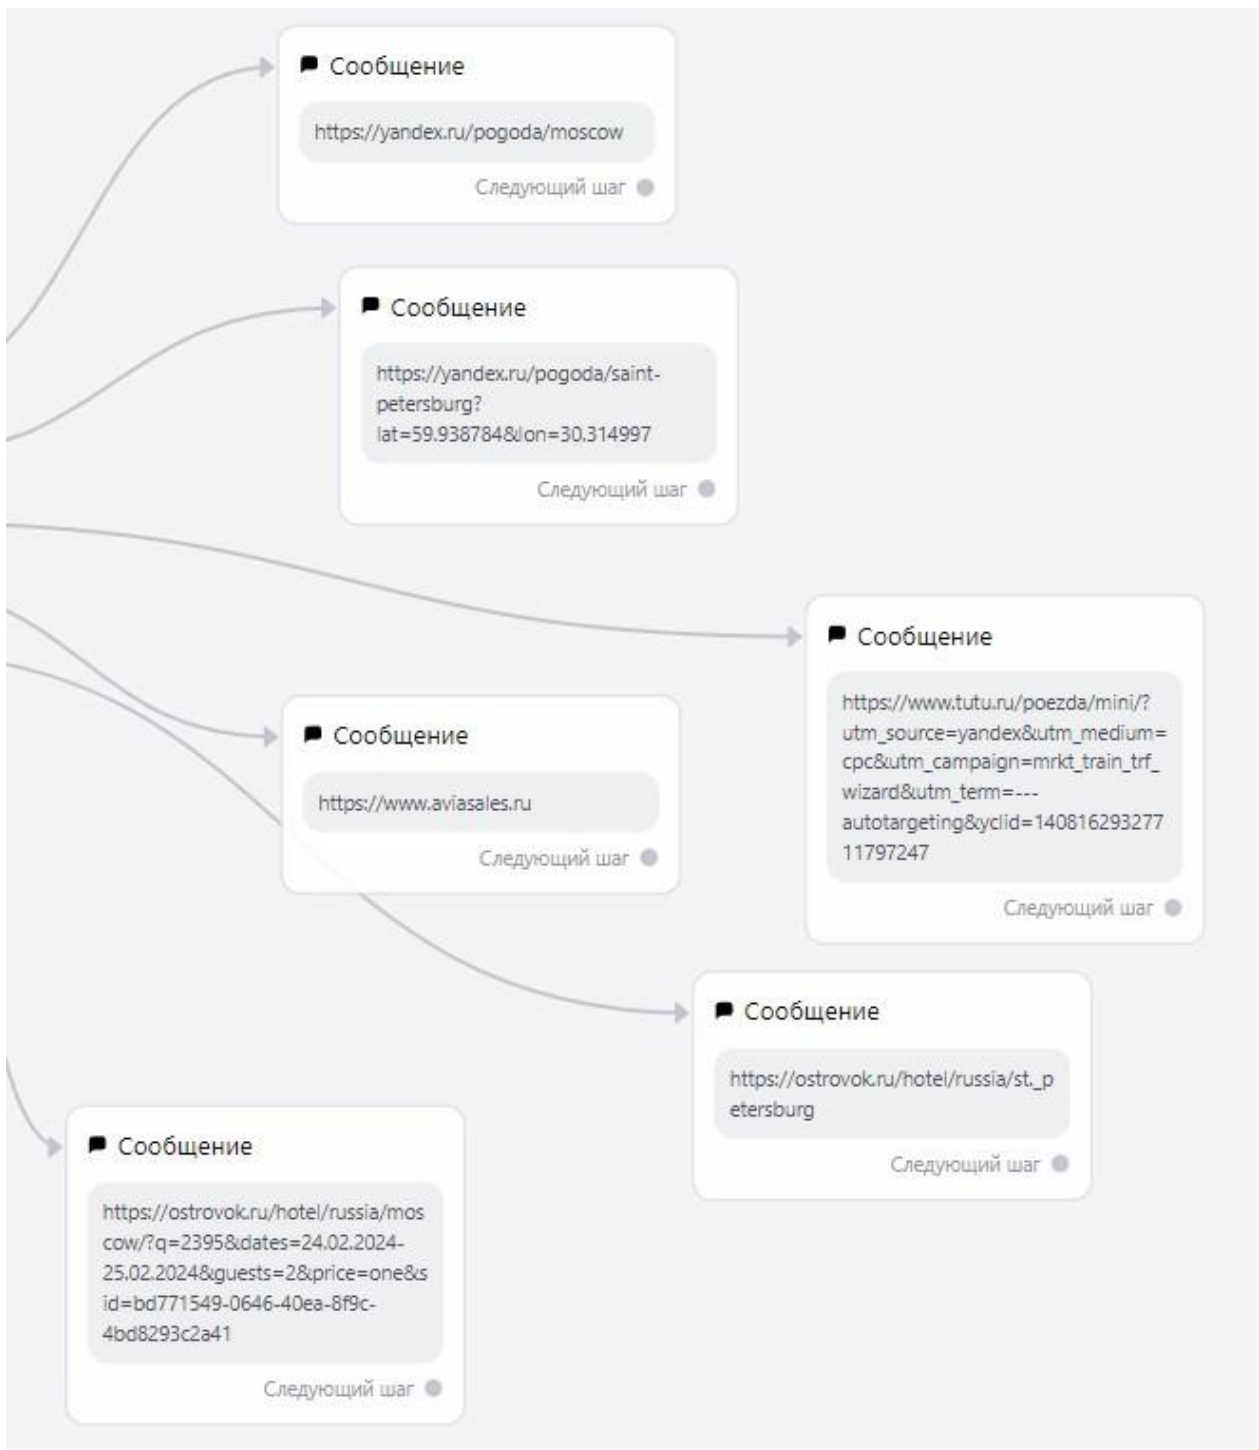 Сообщение
https://yandex.ru/pogoda/moscow
Следующий шаг
Сообщение
https://yandex.ru/pogoda/saint-
petersburg?
lat=59.938784&lon=30.314997
Следующий шаг
Сообщение
https://www.tutu.ru/poezda/mini/?
utm_source=yandex&utm_medium=
cpc&utm_campaign=mrkt_train_trf_
wizard&utm_term=---
autotargeting&yclid=140816293277
11797247
Следующий шаг
Сообщение
https://www.aviasales.ru
Следующий шаг
Сообщение
https://ostrovok.ru/hotel/russia/st._p
etersburg
Следующий шаг
Сообщение
https://ostrovok.ru/hotel/russia/mos
cow/?q=2395&dates=24.02.2024-
25.02.2024&guests=2&price=one&s
id=bd771549-0646-40ea-8f9c-
4bd8293c2a41
Следующий шаг